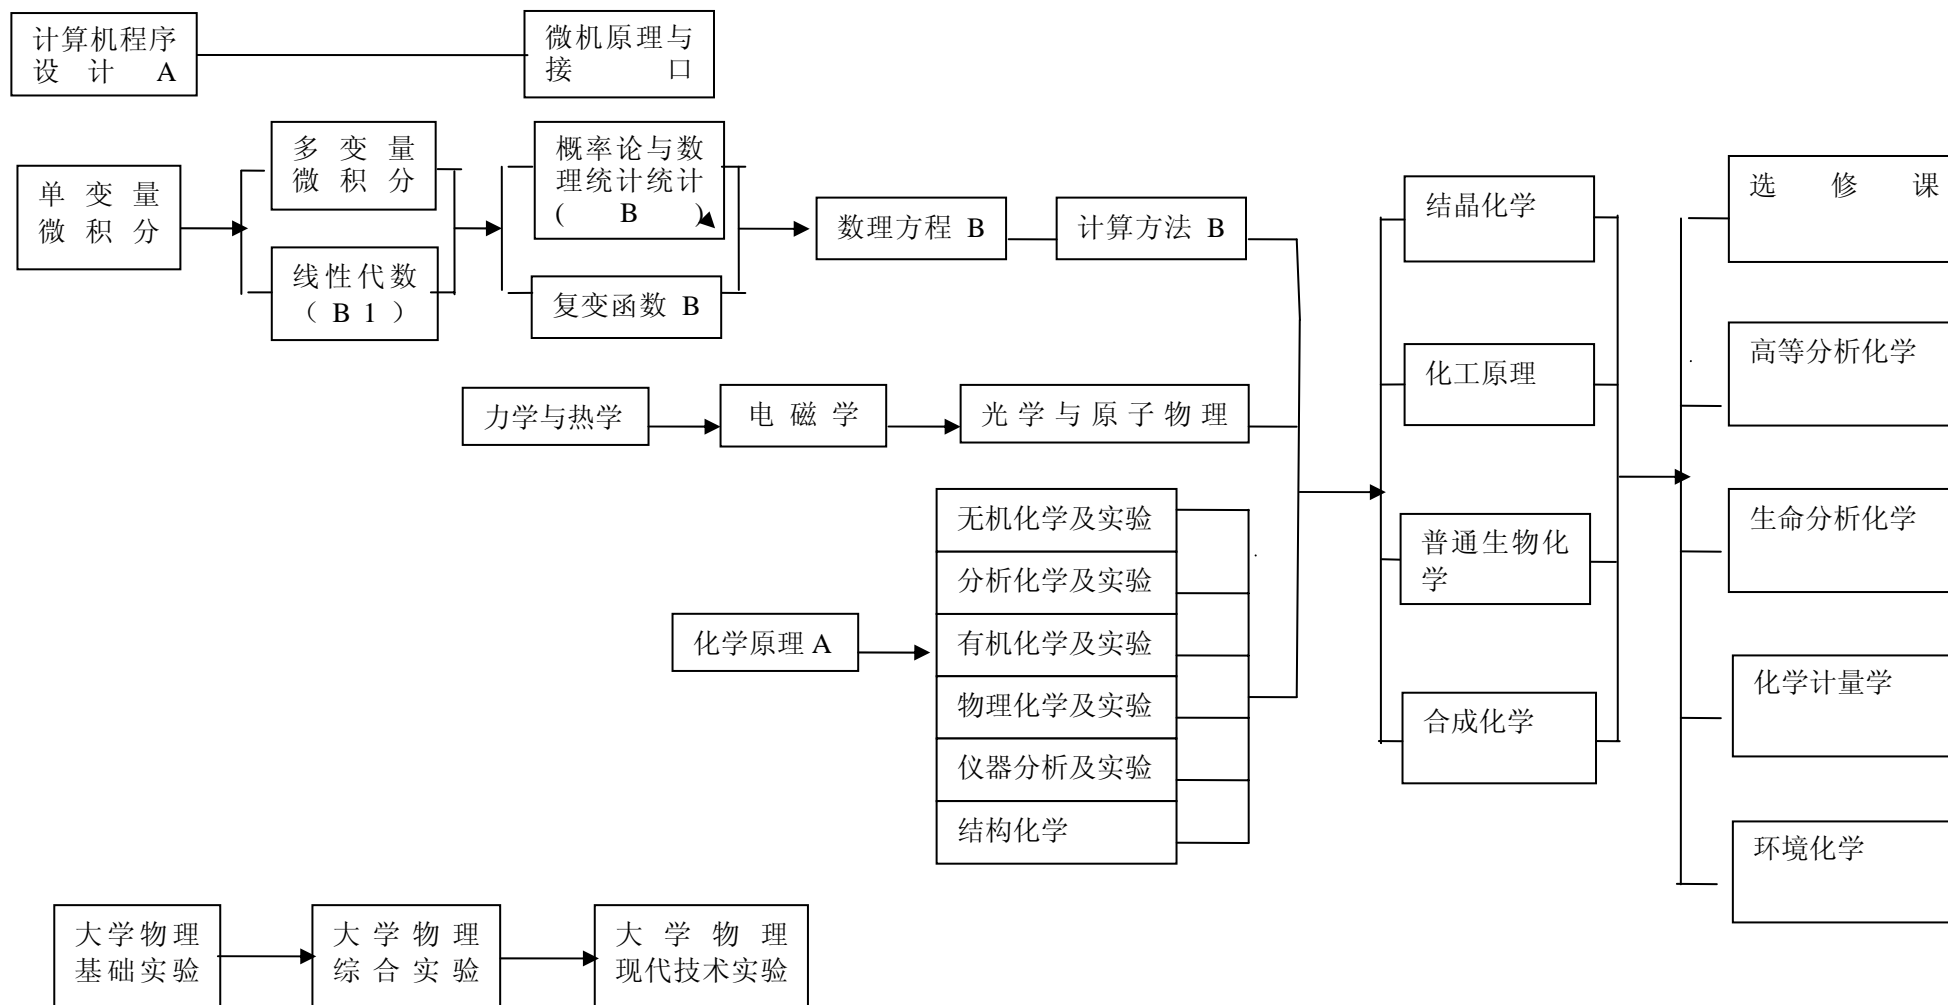 计算机程序
设计 A
微机原理与
接口
单变量
微积分
多变量
微积分
线性代数
（B1）
概率论与数
理统计统计
(B)
复变函数 B
数理方程 B
计算方法 B
力学与热学
电磁学
光学与原子物理
化学原理 A
无机化学及实验
分析化学及实验
有机化学及实验
物理化学及实验
仪器分析及实验
结构化学
结晶化学
化工原理
普通生物化
学
合成化学
选修课
高等分析化学
生命分析化学
化学计量学
环境化学
大学物理
基础实验
大学物理
综合实验
大学物理
现代技术实验